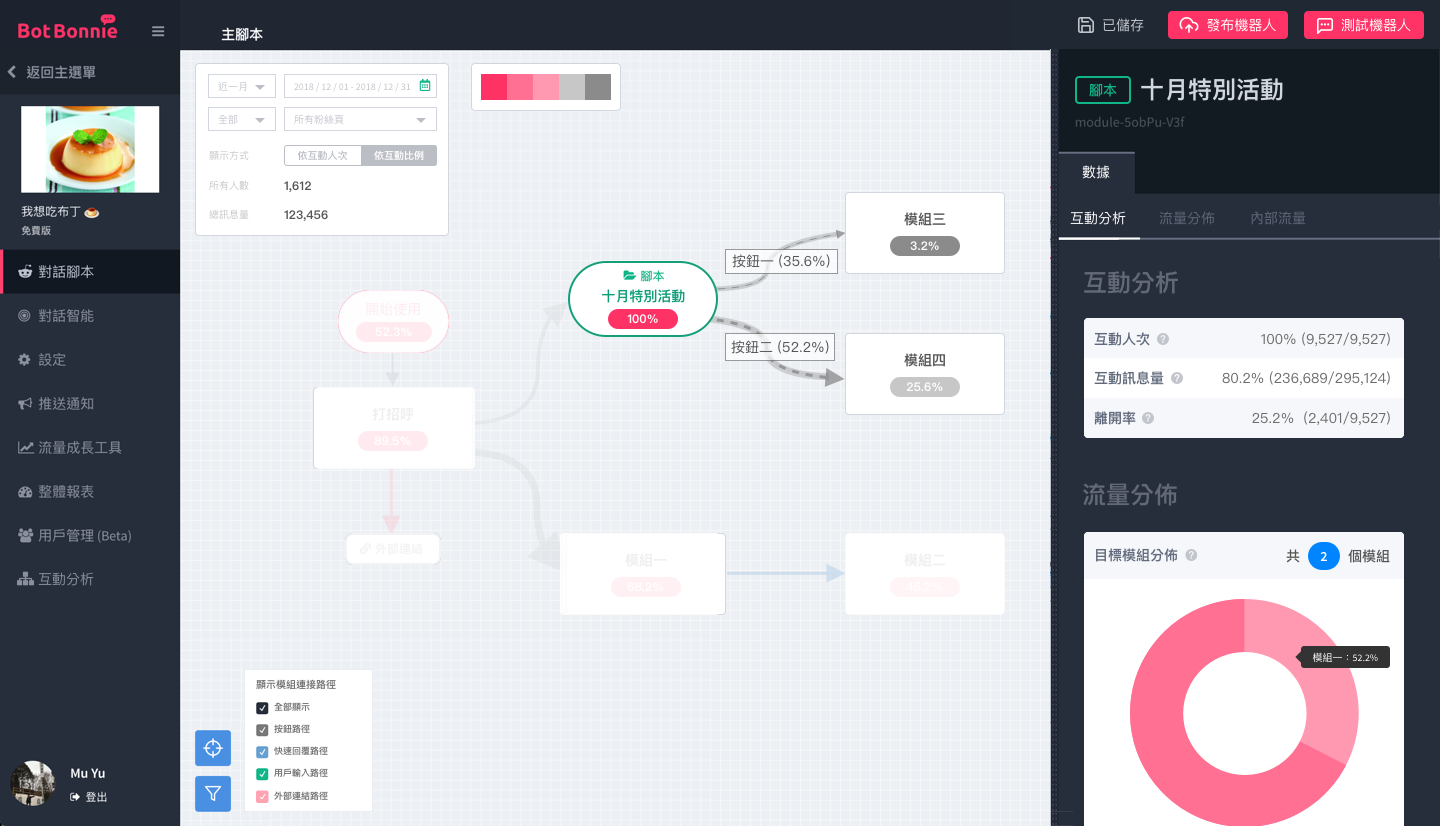 Bot Bonnie
主腳本
已儲存
發布機器人
測試機器人
返回主選單
我想吃布丁
免費版
對話腳本
對話智能
設定
推送通知
流量成長工具
整體報表
用戶管理 (Beta)
互動分析
Mu Yu
登出
近一月
2018 / 12 / 01 - 2018 / 12 / 31
全部
所有粉絲頁
顯示方式
依互動人次
依互動比例
所有人數
1,612
總訊息量
123,456
開始使用
52.3%
打招呼
89.5%
外部連結
腳本
十月特別活動
100%
按鈕一 (35.6%)
按鈕二 (52.2%)
模組三
3.2%
模組四
25.6%
模組一
68.2%
模組二
顯示模組連接路徑
全部顯示
按鈕路徑
快速回覆路徑
用戶輸入路徑
外部連結路徑
腳本
十月特別活動
module-5obPu-V3f
數據
互動分析
流量分佈
內部流量
互動分析
互動人次
100% (9,527/9,527)
互動訊息量
80.2% (236,689/295,124)
離開率
25.2% (2,401/9,527)
流量分佈
目標模組分佈
共 2 個模組
模組一：52.2%